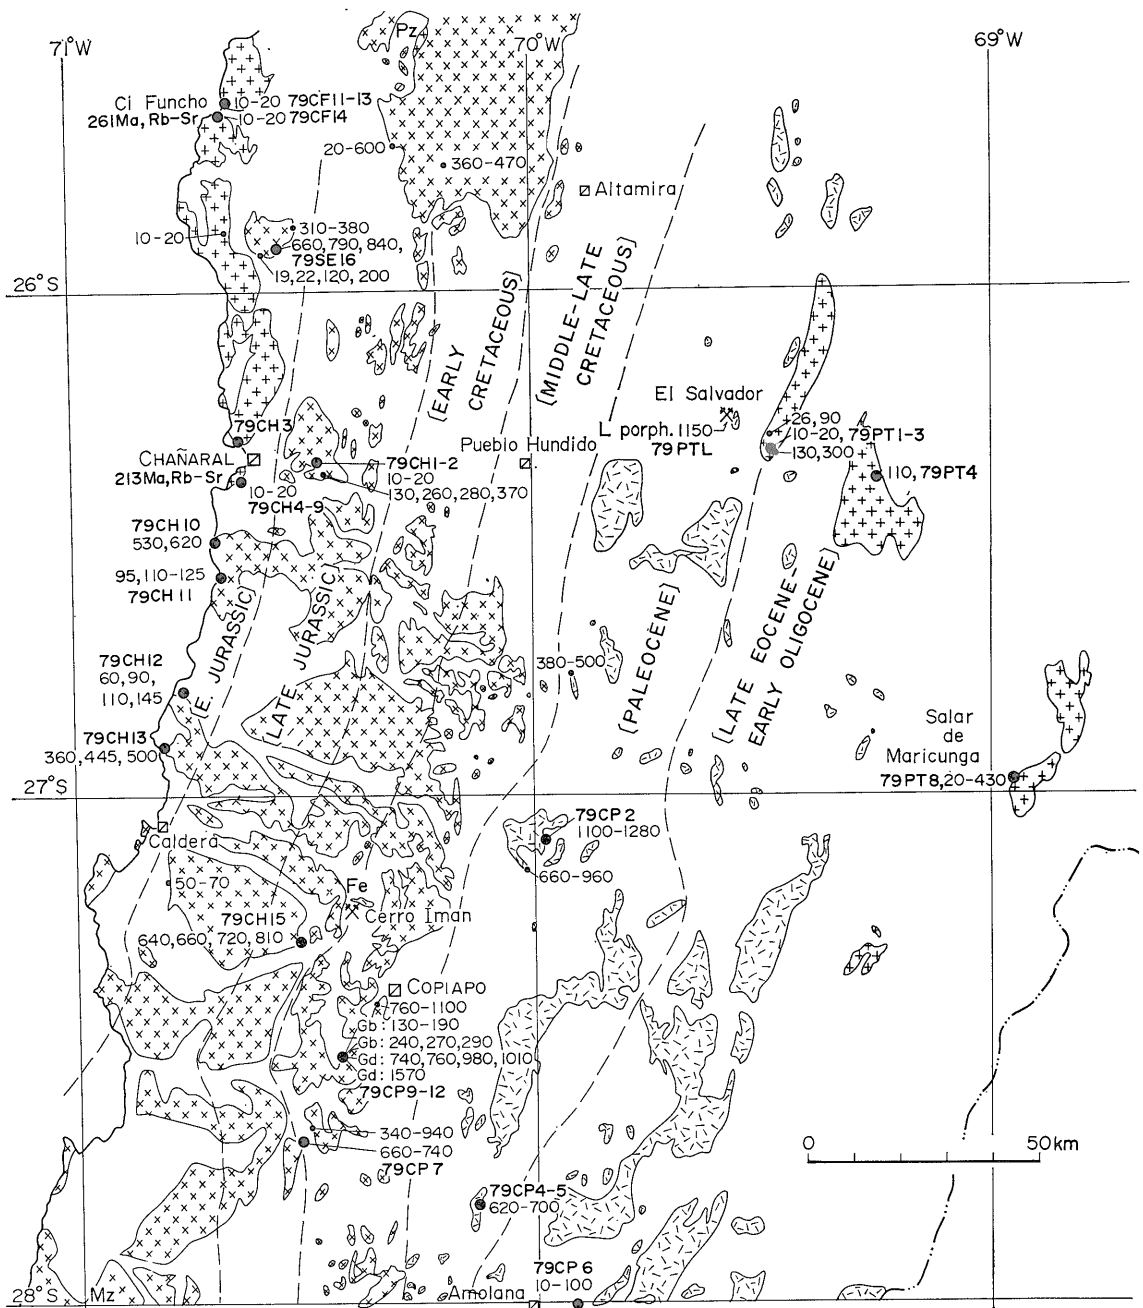 71°W
Pz
70°W
69°W
Ci Funcho
10-20 79CF11-13
261Ma, Rb-Sr
10-20 79CF14
20-600
360-470
Altamira
10-20
310-380
660,790,840,
79SE16
19,22,120,200
26°S
[EARLY CRETACEOUS]
[MIDDLE-LATE CRETACEOUS]
El Salvador
79CH3
L porph. 1150
79PTL
26,90
10-20, 79PT1-3
130,300
Pueblo Hundido
CHAÑARAL
79CH1-2
10-20
130,260,280,370
213Ma,Rb-Sr
10-20
79CH4-9
110, 79PT4
79CH10
530,620
95,110-125
79CH11
[E. JURASSIC]
[LATE JURASSIC]
[PALEOCENE]
[LATE EOCENE-
EARLY OLIGOCENE]
79CH12
60,90,
110,145
380-500
79CH13
360,445,500
Salar
de
Maricunga
79PT8,20-430
27°S
79CP2
1100-1280
660-960
Caldera
50-70
Fe
Cerro Iman
79CH15
640,660,720,810
COPIAPO
760-1100
Gb: 130-190
Gb: 240,270,290
Gd: 740,760,980,1010
Gd: 1570
79CP9-12
340-940
660-740
79CP7
0 50km
79CP4-5
620-700
79CP6
10-100
28°S
Mz
Amolana